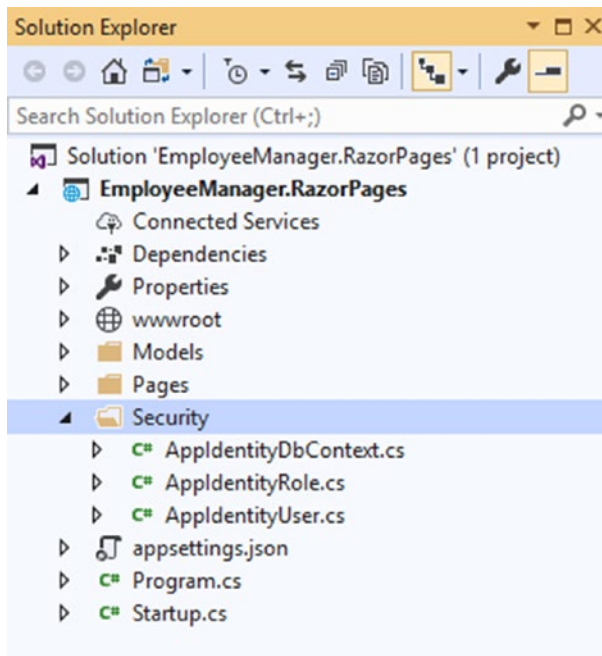 Solution Explorer
Search Solution Explorer (Ctrl+;)
Solution 'EmployeeManager.RazorPages' (1 project)
EmployeeManager.RazorPages
Connected Services
Dependencies
Properties
wwwroot
Models
Pages
Security
C# AppIdentityDbContext.cs
C# AppIdentityRole.cs
C# AppIdentityUser.cs
appsettings.json
C# Program.cs
C# Startup.cs